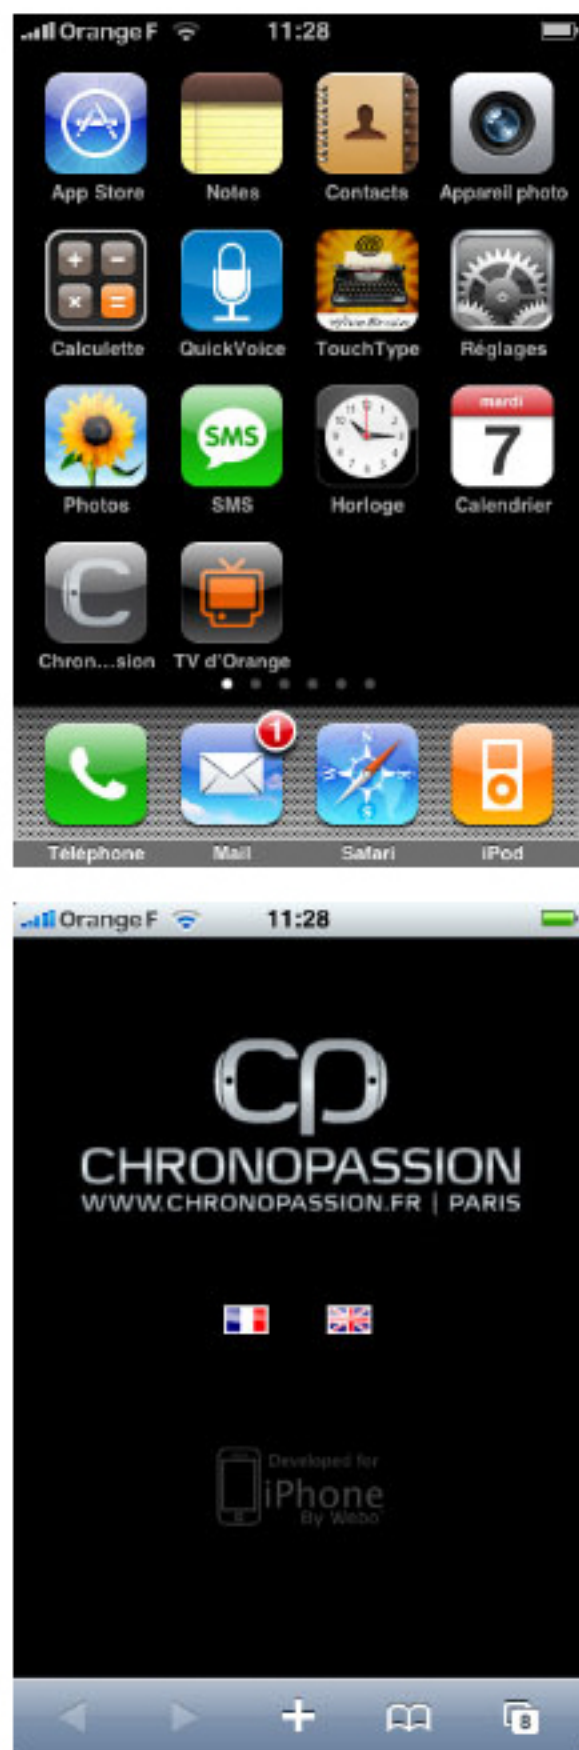 Orange F 11:28
App Store Notes Contacts Appareil photo
Calculette QuickVoice TouchType Réglages
SMS
mardi
7
Photos SMS Horloge Calendrier
Chron...sion TV d'Orange
1
Téléphone Mail Safari iPod
Orange F 11:28
CP
CHRONOPASSION
WWW.CHRONOPASSION.FR | PARIS
Developed for
iPhone
By Webo
8